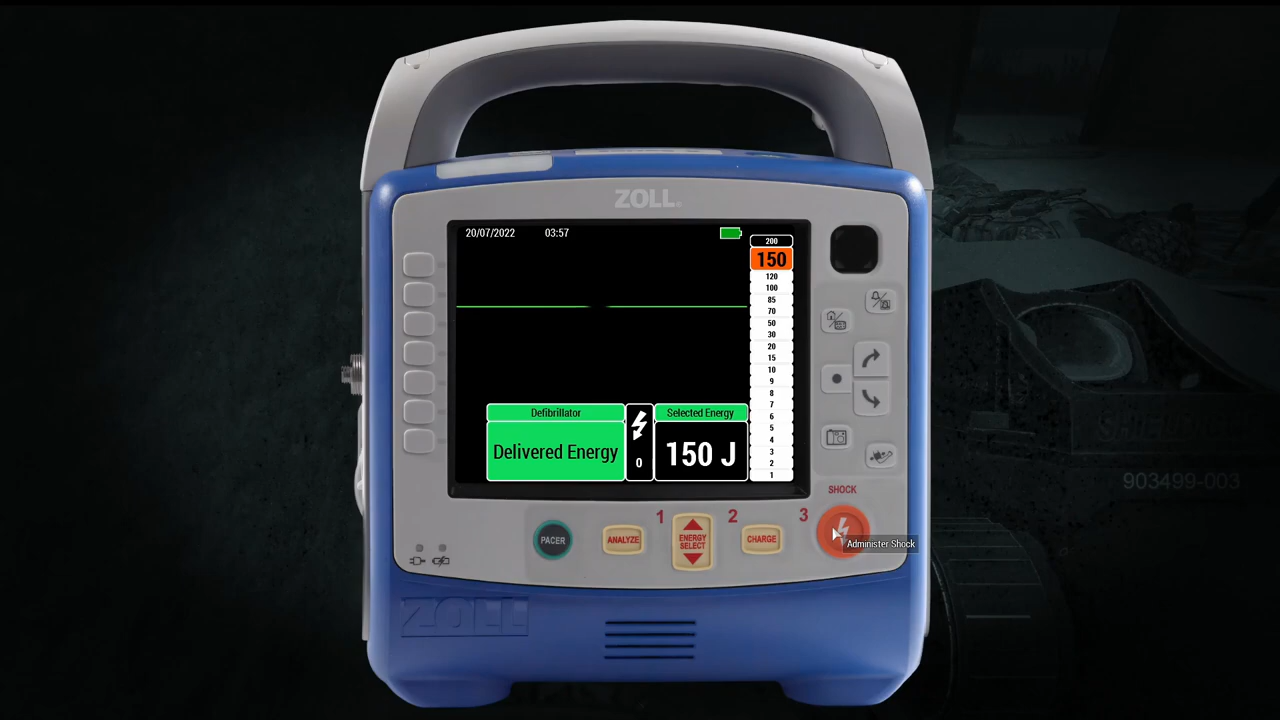 ZOLL
20/07/2022 03:57
200
150
120
100
85
70
50
30
20
15
10
9
8
7
6
5
4
3
2
1
Defibrillator
Delivered Energy
0
Selected Energy
150 J
903499-003
SHOCK
PACER
ANALYZE
1
ENERGY
SELECT
2
CHARGE
3
Administer Shock
ZOLL